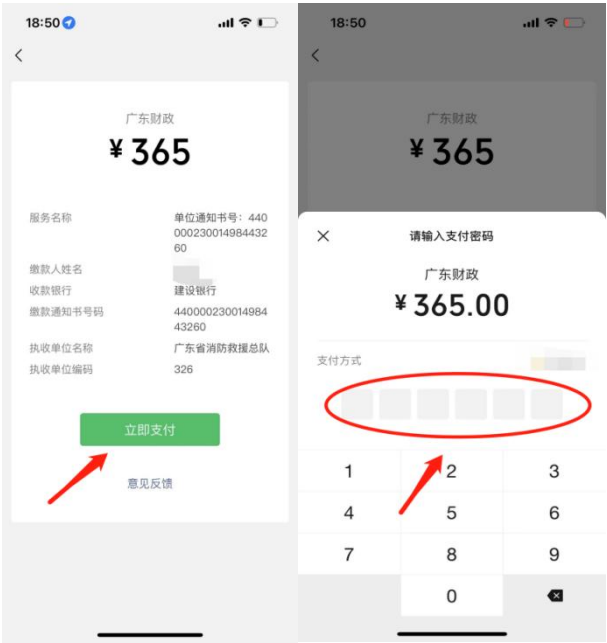 18:50
广东财政
¥365
服务名称
单位通知书号：440
000230014984432
60
缴款人姓名
收款银行
建设银行
缴款通知书号码
440000230014984
43260
执收单位名称
广东省消防救援总队
执收单位编码
326
立即支付
意见反馈
18:50
广东财政
¥365
请输入支付密码
广东财政
¥365.00
支付方式
1
2
3
4
5
6
7
8
9
0